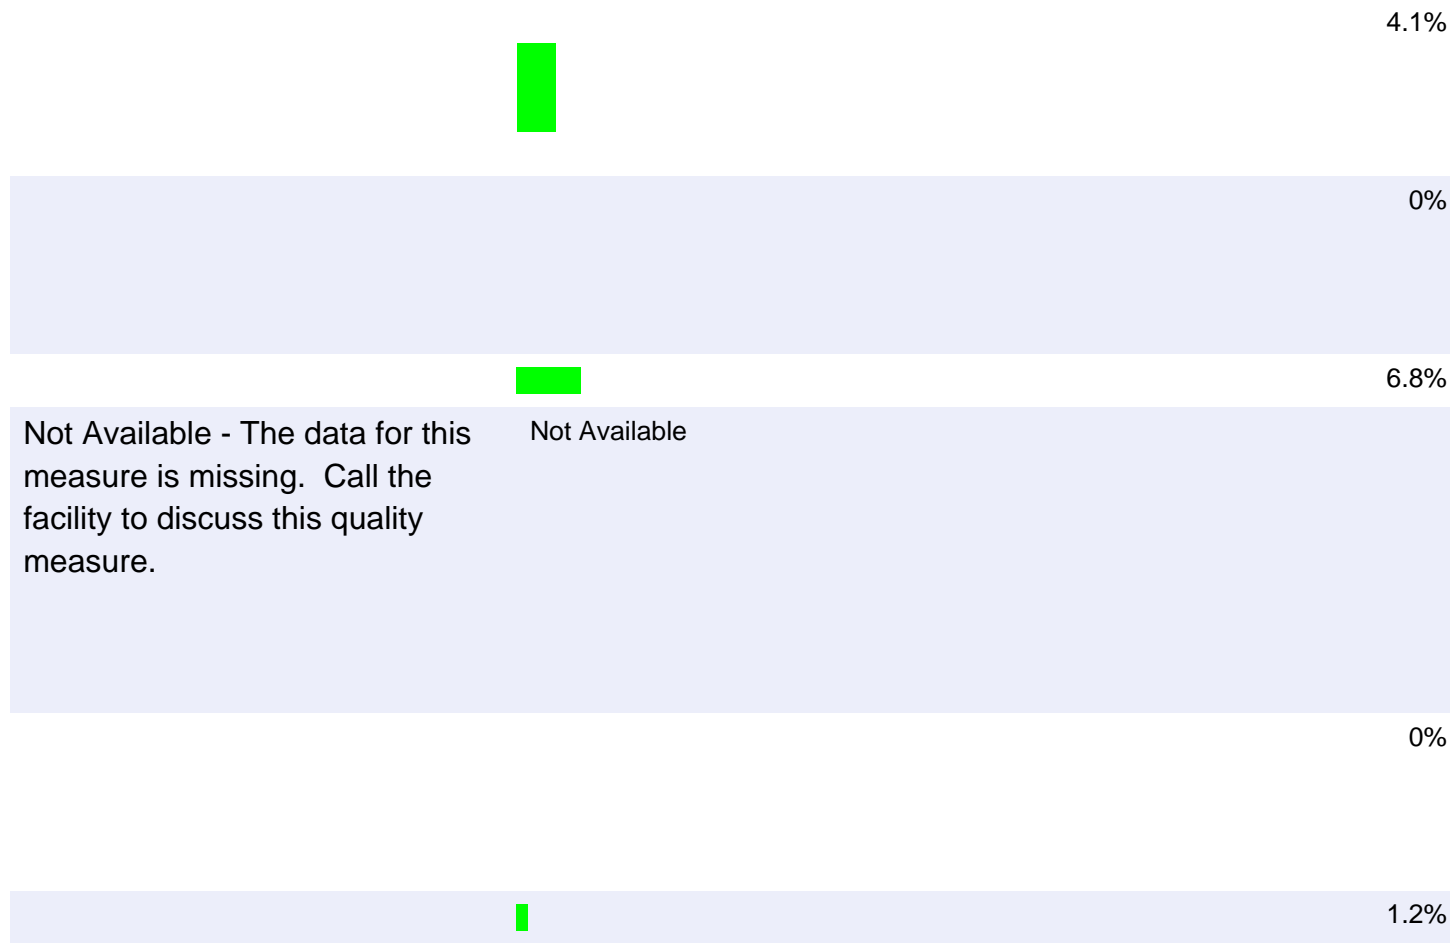 4.1%
0%
6.8%
Not Available - The data for this
measure is missing.  Call the
facility to discuss this quality
measure.
Not Available
0%
1.2%